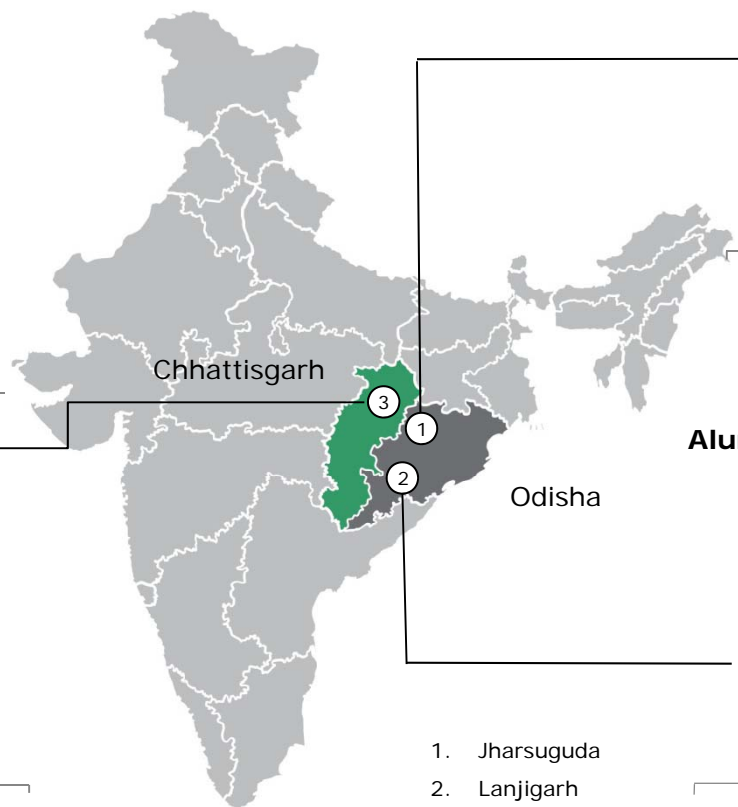 Chhattisgarh
3
1
Alu
2
Odisha
1. Jharsuguda
2. Lanjigarh